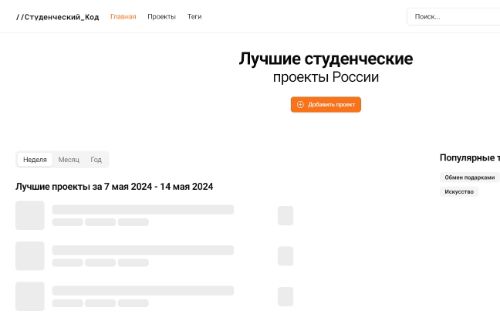 //Студенческий_Код Главная Проекты Теги Поиск...
Лучшие студенческие
проекты России
Добавить проект
Неделя Месяц Год
Популярные т
Обмен подарками
Искусство
Лучшие проекты за 7 мая 2024 - 14 мая 2024